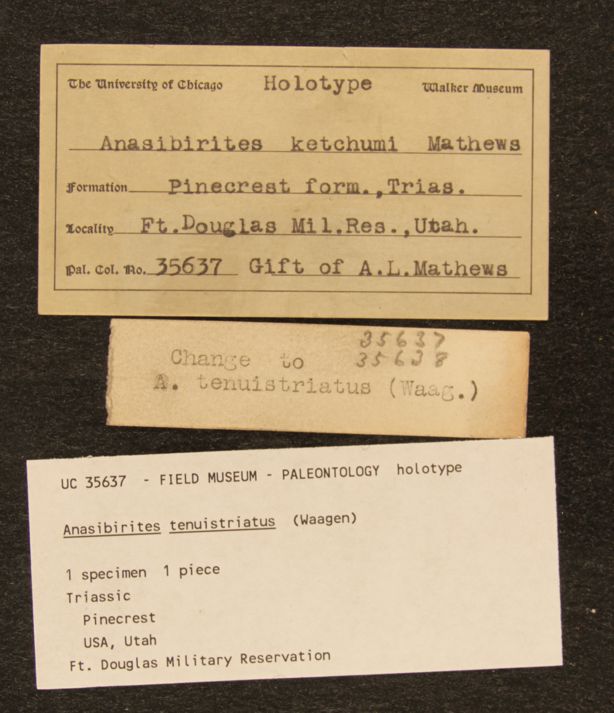 The University of Chicago Holotype Walker Museum
Anasibirites ketchumi Mathews
Formation Pinecrest form., Trias.
Locality Ft. Douglas Mil. Res., Utah.
Pal. Col. No. 35637 Gift of A.L. Mathews
35637
Change to 35638
A. tenuistriatus (Waag.)
UC 35637 - FIELD MUSEUM - PALEONTOLOGY holotype
Anasibirites tenuistriatus (Waagen)
1 specimen 1 piece
Triassic
Pinecrest
USA, Utah
Ft. Douglas Military Reservation